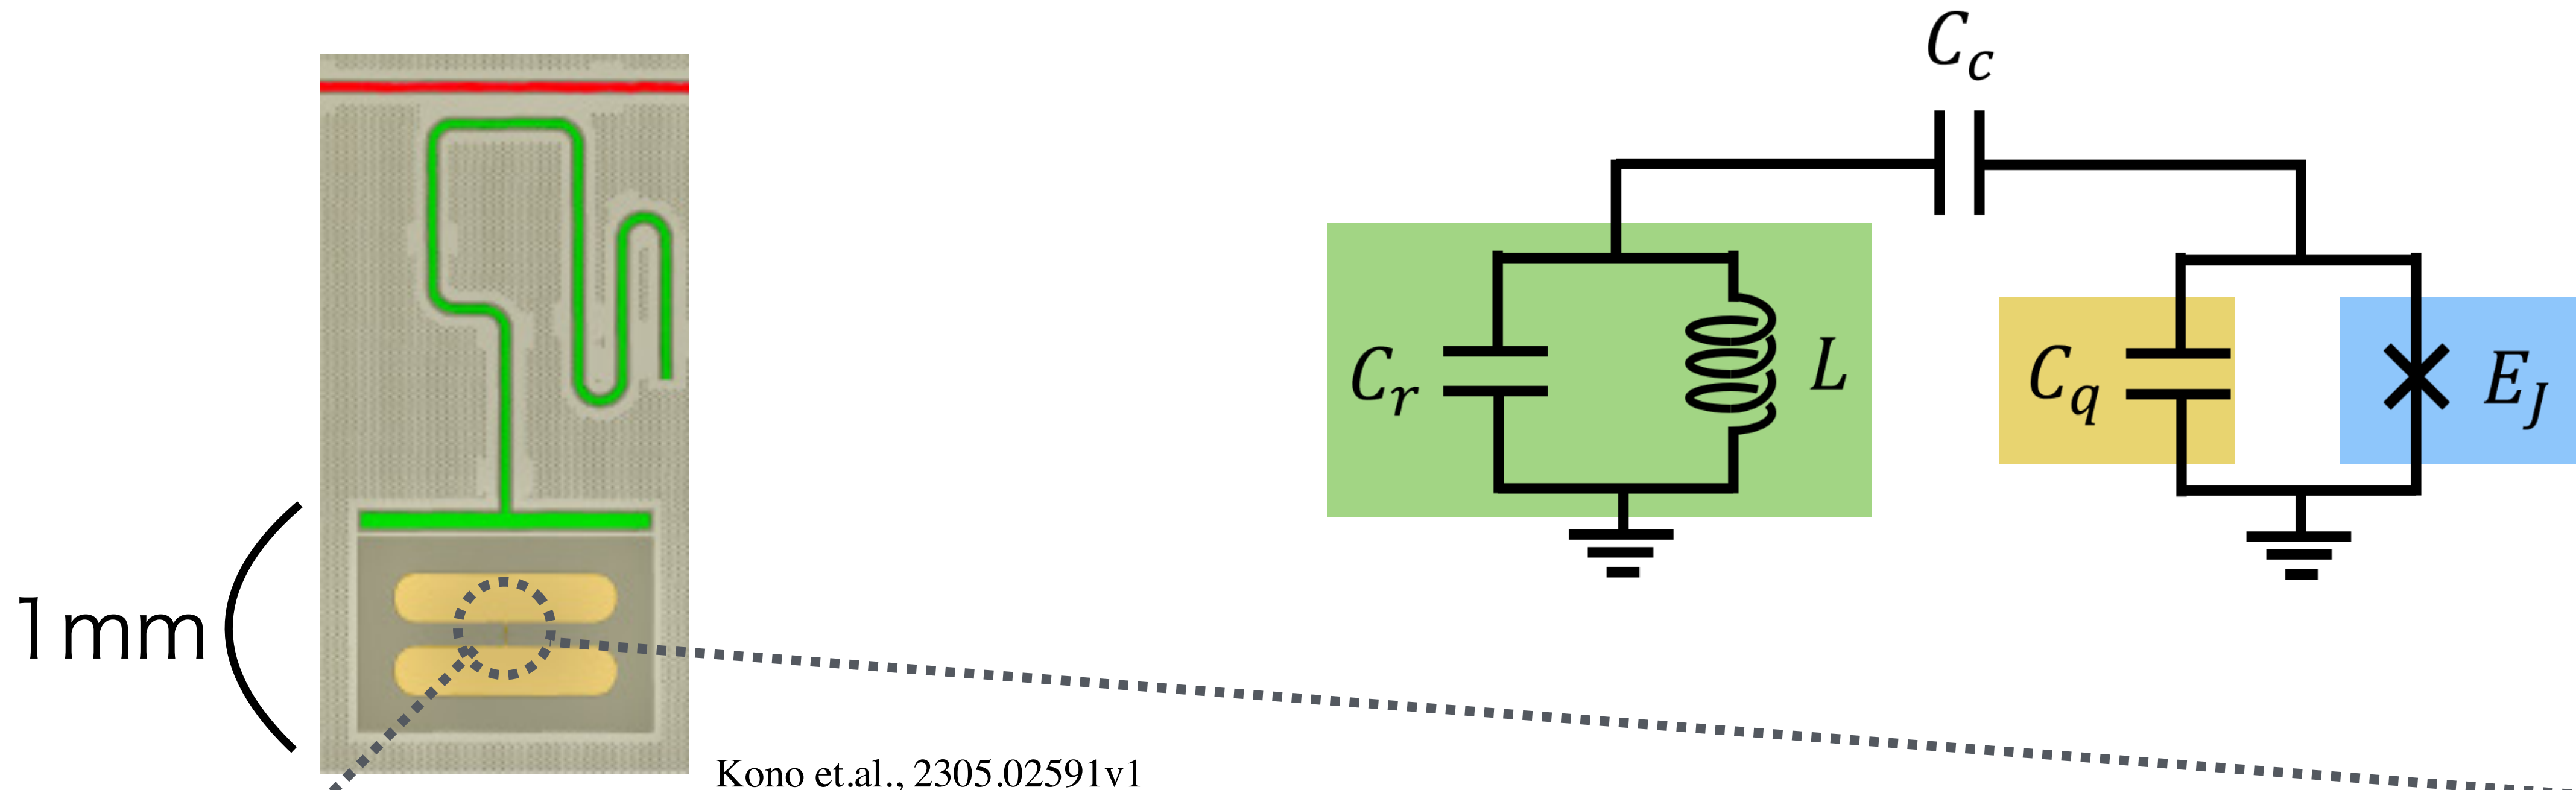 1mm
Kono et.al., 2305.02591v1
C_c
C_r
L
C_q
E_J